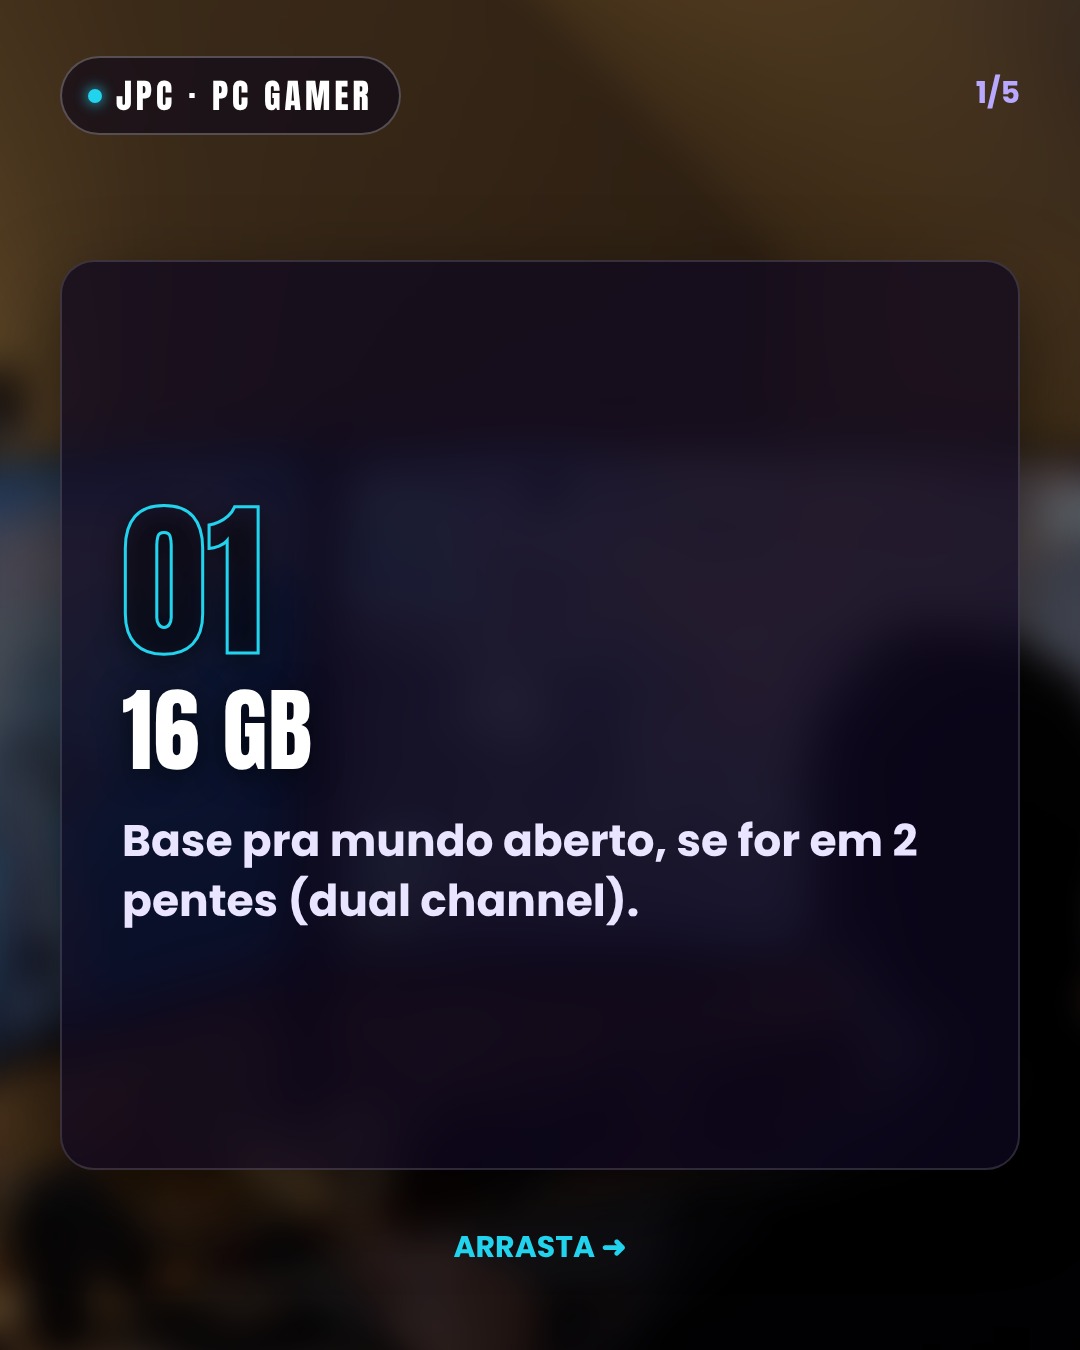 JPC · PC GAMER
1/5
01
16 GB
Base pra mundo aberto, se for em 2
pentes (dual channel).
ARRASTA →